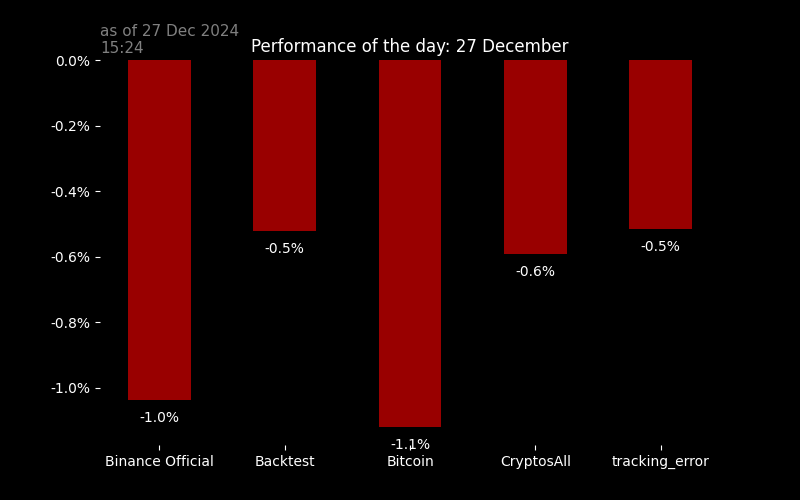 as of 27 Dec 2024
15:24
Performance of the day: 27 December
0.0%
-0.2%
-0.4%
-0.6%
-0.8%
-1.0%
-1.0%
-0.5%
-1.1%
-0.6%
-0.5%
Binance Official
Backtest
Bitcoin
CryptosAll
tracking_error